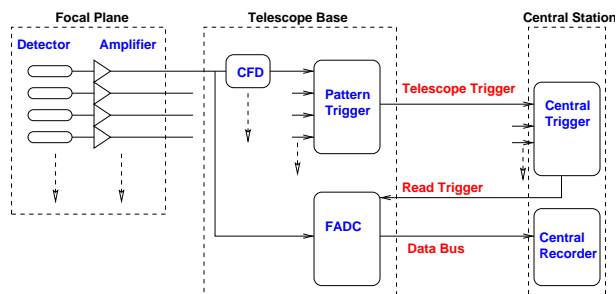 Focal Plane
Telescope Base
Central Station
Detector
Amplifier
CFD
Pattern
Trigger
Telescope Trigger
Central
Trigger
Read Trigger
FADC
Data Bus
Central
Recorder